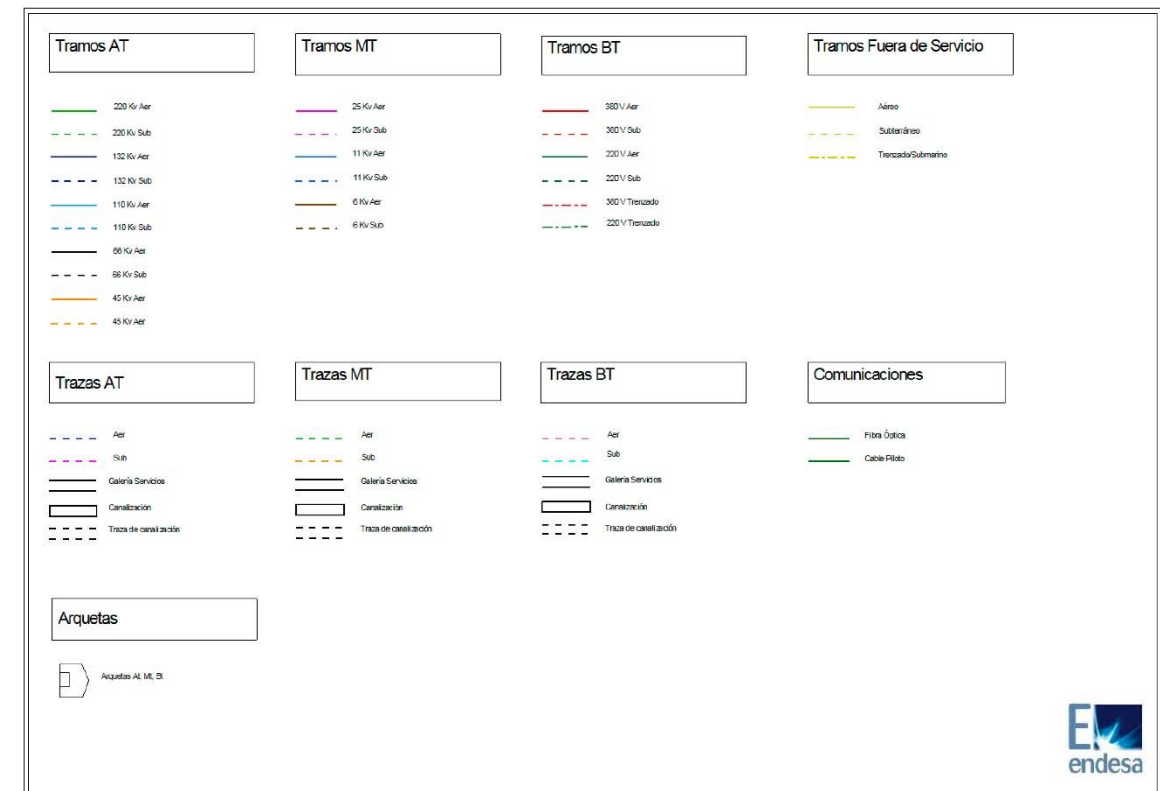 Tramos AT
220 Kv Aer
220 Kv Sub
132 Kv Aer
132 Kv Sub
110 Kv Aer
110 Kv Sub
66 Kv Aer
66 Kv Sub
45 Kv Aer
45 Kv Aer
Tramos MT
25 Kv Aer
25 Kv Sub
11 Kv Aer
11 Kv Sub
6 Kv Aer
6 Kv Sub
Tramos BT
380 V Aer
380 V Sub
220 V Aer
220 V Sub
380 V Trenzado
220 V Trenzado
Tramos Fuera de Servicio
Aéreo
Subterráneo
Trenzado/Submarino
Trazas AT
Aer
Sub
Galería Servicios
Canalización
Traza de canalización
Trazas MT
Aer
Sub
Galería Servicios
Canalización
Traza de canalización
Trazas BT
Aer
Sub
Galería Servicios
Canalización
Traza de canalización
Comunicaciones
Fibra Óptica
Cable Piloto
Arquetas
Arquetas At, Mt, Bt
E
endesa